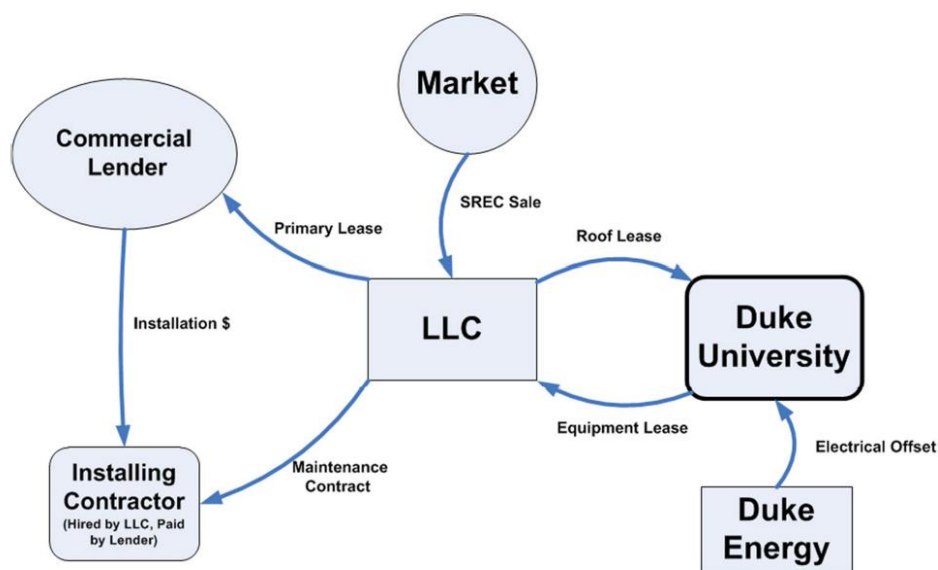 Market
Commercial
Lender
SREC Sale
Primary Lease
Roof Lease
Installation $
LLC
Duke
University
Equipment Lease
Electrical Offset
Maintenance
Contract
Installing
Contractor
(Hired by LLC, Paid
by Lender)
Duke
Energy